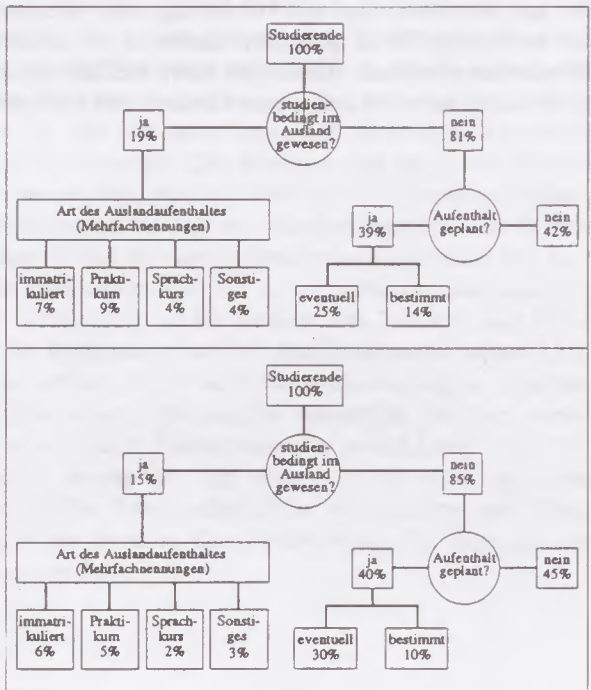 Studierende
100%
studien-
bedingt im
Ausland
gewesen?
ja
19%
nein
81%
Art des Auslandaufenthaltes
(Mehrfachnennungen)
immatri-
kuliert
7%
Prakti-
kum
9%
Sprach-
kurs
4%
Sonsti-
ges
4%
Aufenthalt
geplant?
ja
39%
nein
42%
eventuell
25%
bestimmt
14%
Studierende
100%
studien-
bedingt im
Ausland
gewesen?
ja
15%
nein
85%
Art des Auslandaufenthaltes
(Mehrfachnennungen)
immatri-
kuliert
6%
Prakti-
kum
5%
Sprach-
kurs
2%
Sonsti-
ges
3%
Aufenthalt
geplant?
ja
40%
nein
45%
eventuell
30%
bestimmt
10%